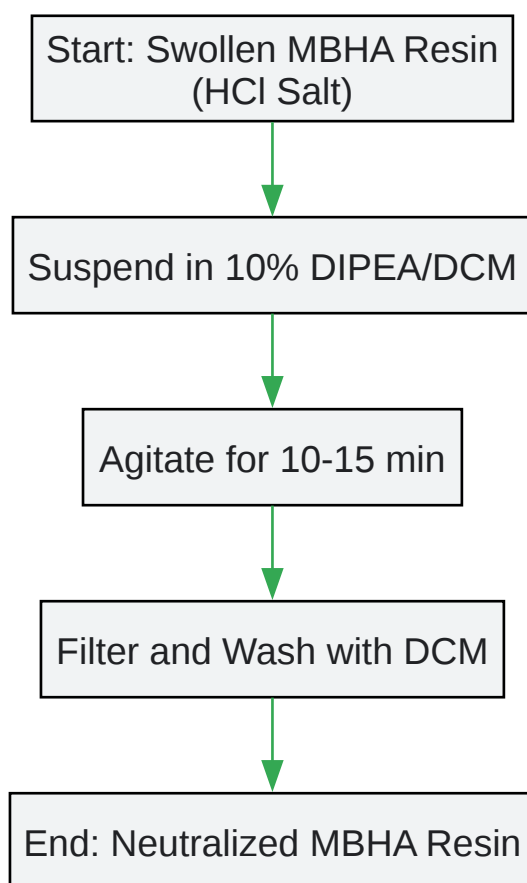 Start: Swollen MBHA Resin
(HCl Salt)
Suspend in 10% DIPEA/DCM
Agitate for 10-15 min
Filter and Wash with DCM
End: Neutralized MBHA Resin